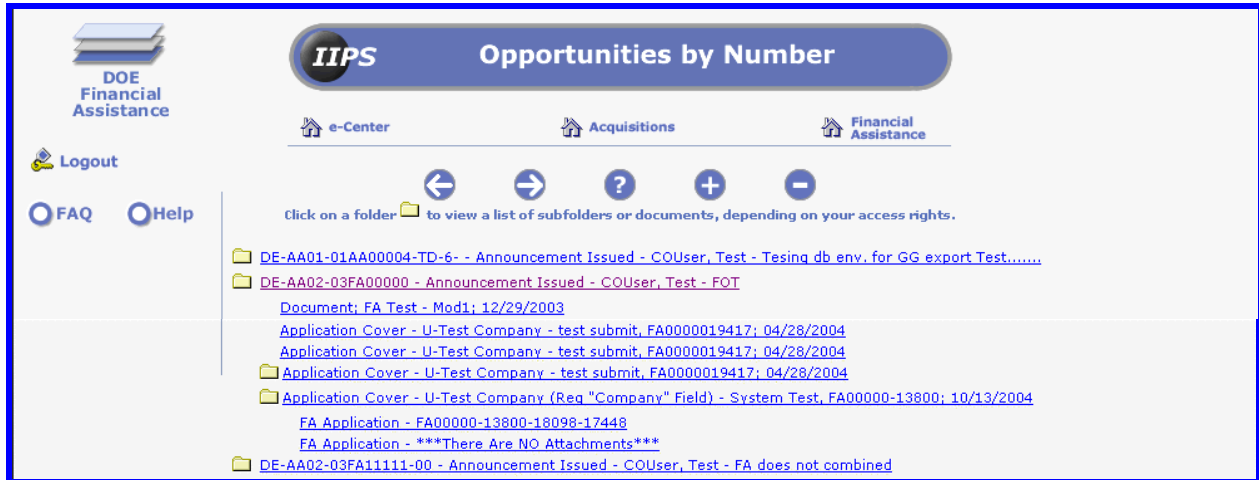 IIPS Opportunities by Number
DOE
Financial
Assistance
e-Center
Acquisitions
Financial
Assistance
Logout
FAQ
Help
?
Click on a folder to view a list of subfolders or documents, depending on your access rights.
DE-AA01-01AA00004-TD-6- - Announcement Issued - COUser, Test - Tesing db env. for GG export Test.......
DE-AA02-03FA00000 - Announcement Issued - COUser, Test - FOT
Document; FA Test - Mod1; 12/29/2003
Application Cover - U-Test Company - test submit, FA0000019417; 04/28/2004
Application Cover - U-Test Company - test submit, FA0000019417; 04/28/2004
Application Cover - U-Test Company - test submit, FA0000019417; 04/28/2004
Application Cover - U-Test Company (Req "Company" Field) - System Test, FA00000-13800; 10/13/2004
FA Application - FA00000-13800-18098-17448
FA Application - ***There Are NO Attachments***
DE-AA02-03FA11111-00 - Announcement Issued - COUser, Test - FA does not combined